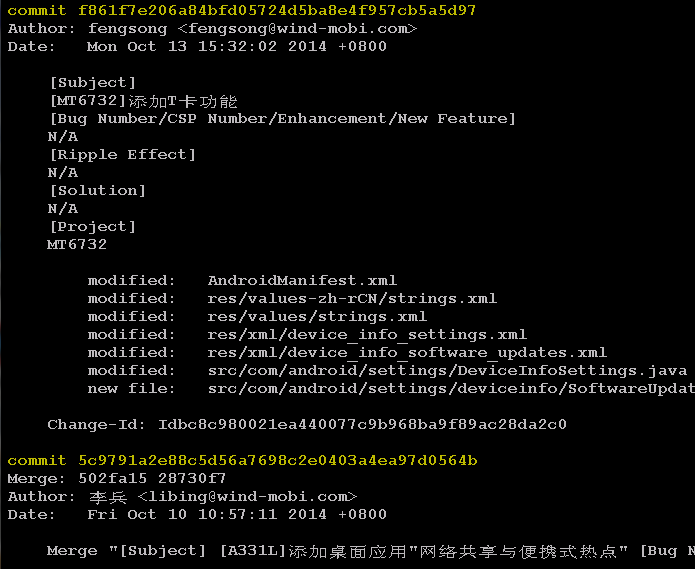 commit f861f7e206a84bfd05724d5ba8e4f957cb5a5d97
Author: fengsong <fengsong@wind-mobi.com>
Date:   Mon Oct 13 15:32:02 2014 +0800
[Subject]
[MT6732]添加T卡功能
[Bug Number/CSP Number/Enhancement/New Feature]
N/A
[Ripple Effect]
N/A
[Solution]
N/A
[Project]
MT6732
modified:   AndroidManifest.xml
modified:   res/values-zh-rCN/strings.xml
modified:   res/values/strings.xml
modified:   res/xml/device_info_settings.xml
modified:   res/xml/device_info_software_updates.xml
modified:   src/com/android/settings/DeviceInfoSettings.java
new file:   src/com/android/settings/deviceinfo/SoftwareUpdat
Change-Id: Idbc8c980021ea440077c9b968ba9f89ac28da2c0
commit 5c9791a2e88c5d56a7698c2e0403a4ea97d0564b
Merge: 502fa15 28730f7
Author: 李兵 <libing@wind-mobi.com>
Date:   Fri Oct 10 10:57:11 2014 +0800
Merge "[Subject] [A331L]添加桌面应用"网络共享与便携式热点" [Bug N